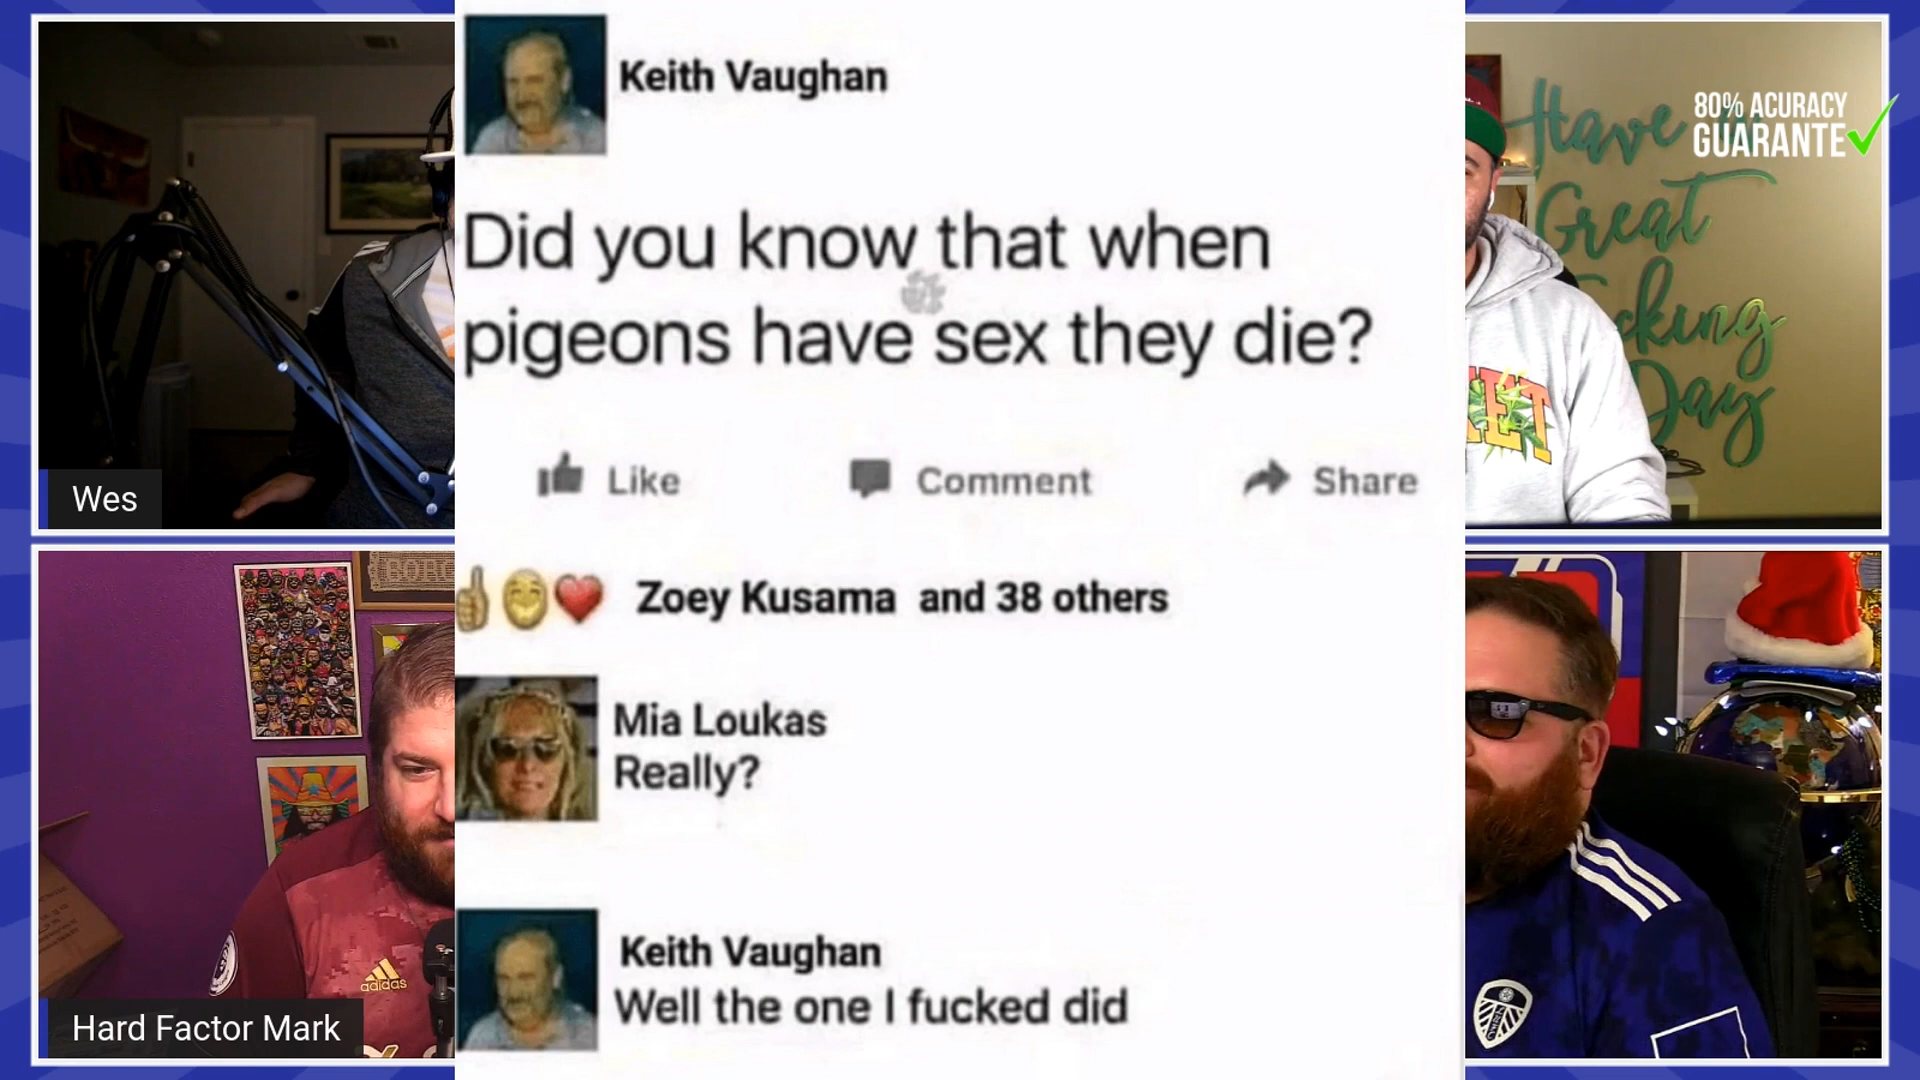 Keith Vaughan
Did you know that when
pigeons have sex they die?
Like Comment Share
Zoey Kusama and 38 others
Mia Loukas
Really?
Keith Vaughan
Well the one I fucked did
Wes
Hard Factor Mark
80% ACURACY
GUARANTE
Have
Great
cking
Day
ET
adidas